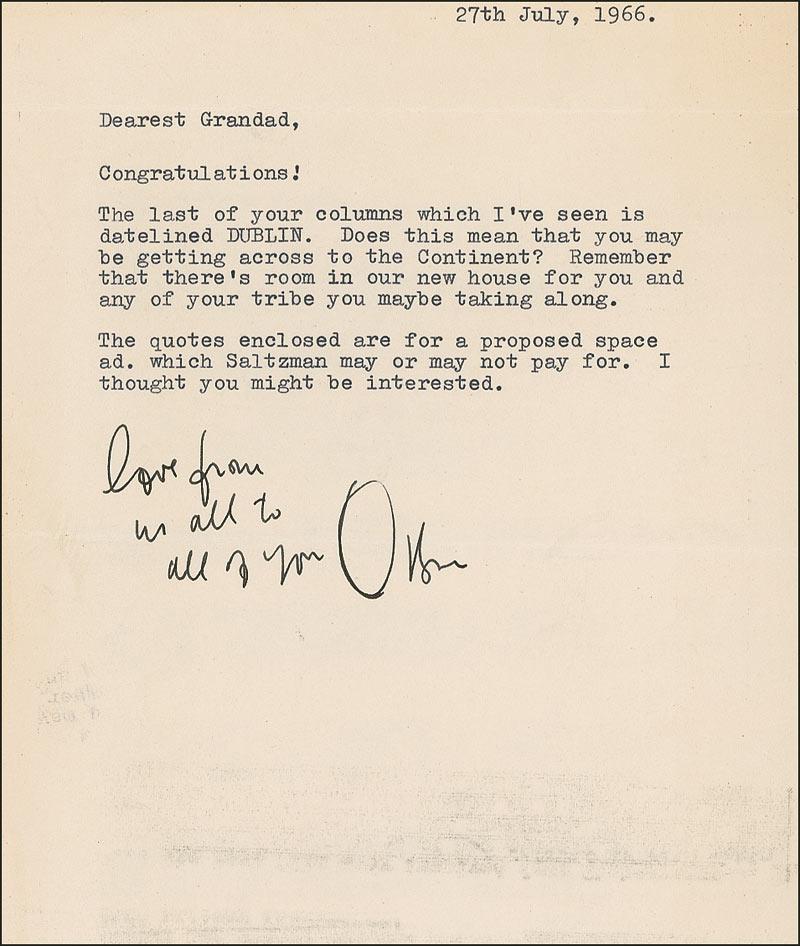 27th July, 1966.
Dearest Grandad,
Congratulations!
The last of your columns which I've seen is
datelined DUBLIN.  Does this mean that you may
be getting across to the Continent?  Remember
that there's room in our new house for you and
any of your tribe you maybe taking along.
The quotes enclosed are for a proposed space
ad. which Saltzman may or may not pay for.  I
thought you might be interested.
love from
us all to
all of you